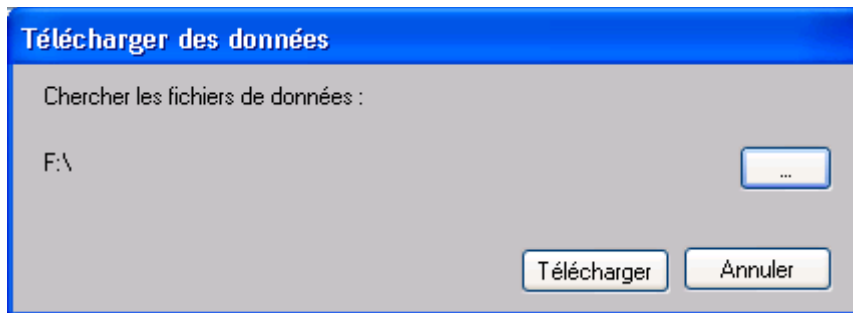 Télécharger des données
Chercher les fichiers de données :
F:\
...
Télécharger
Annuler